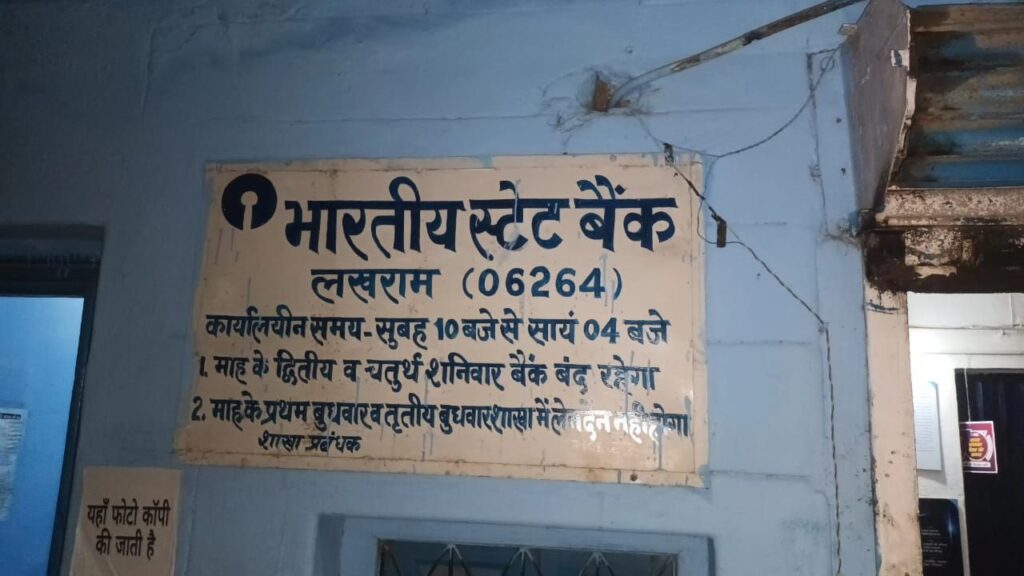 भारतीय स्टेट बैंक
लखराम (06264)
कार्यालयीन समय- सुबह 10 बजे से सायं 04 बजे
1. माह के द्वितीय व चतुर्थ शनिवार बैंक बंद रहेगा
2. माह के प्रथम बुधवार व तृतीय बुधवार शाखा में लेनदेन नहीं होगा
शाखा प्रबंधक
यहाँ फोटो कॉपी
की जाती है